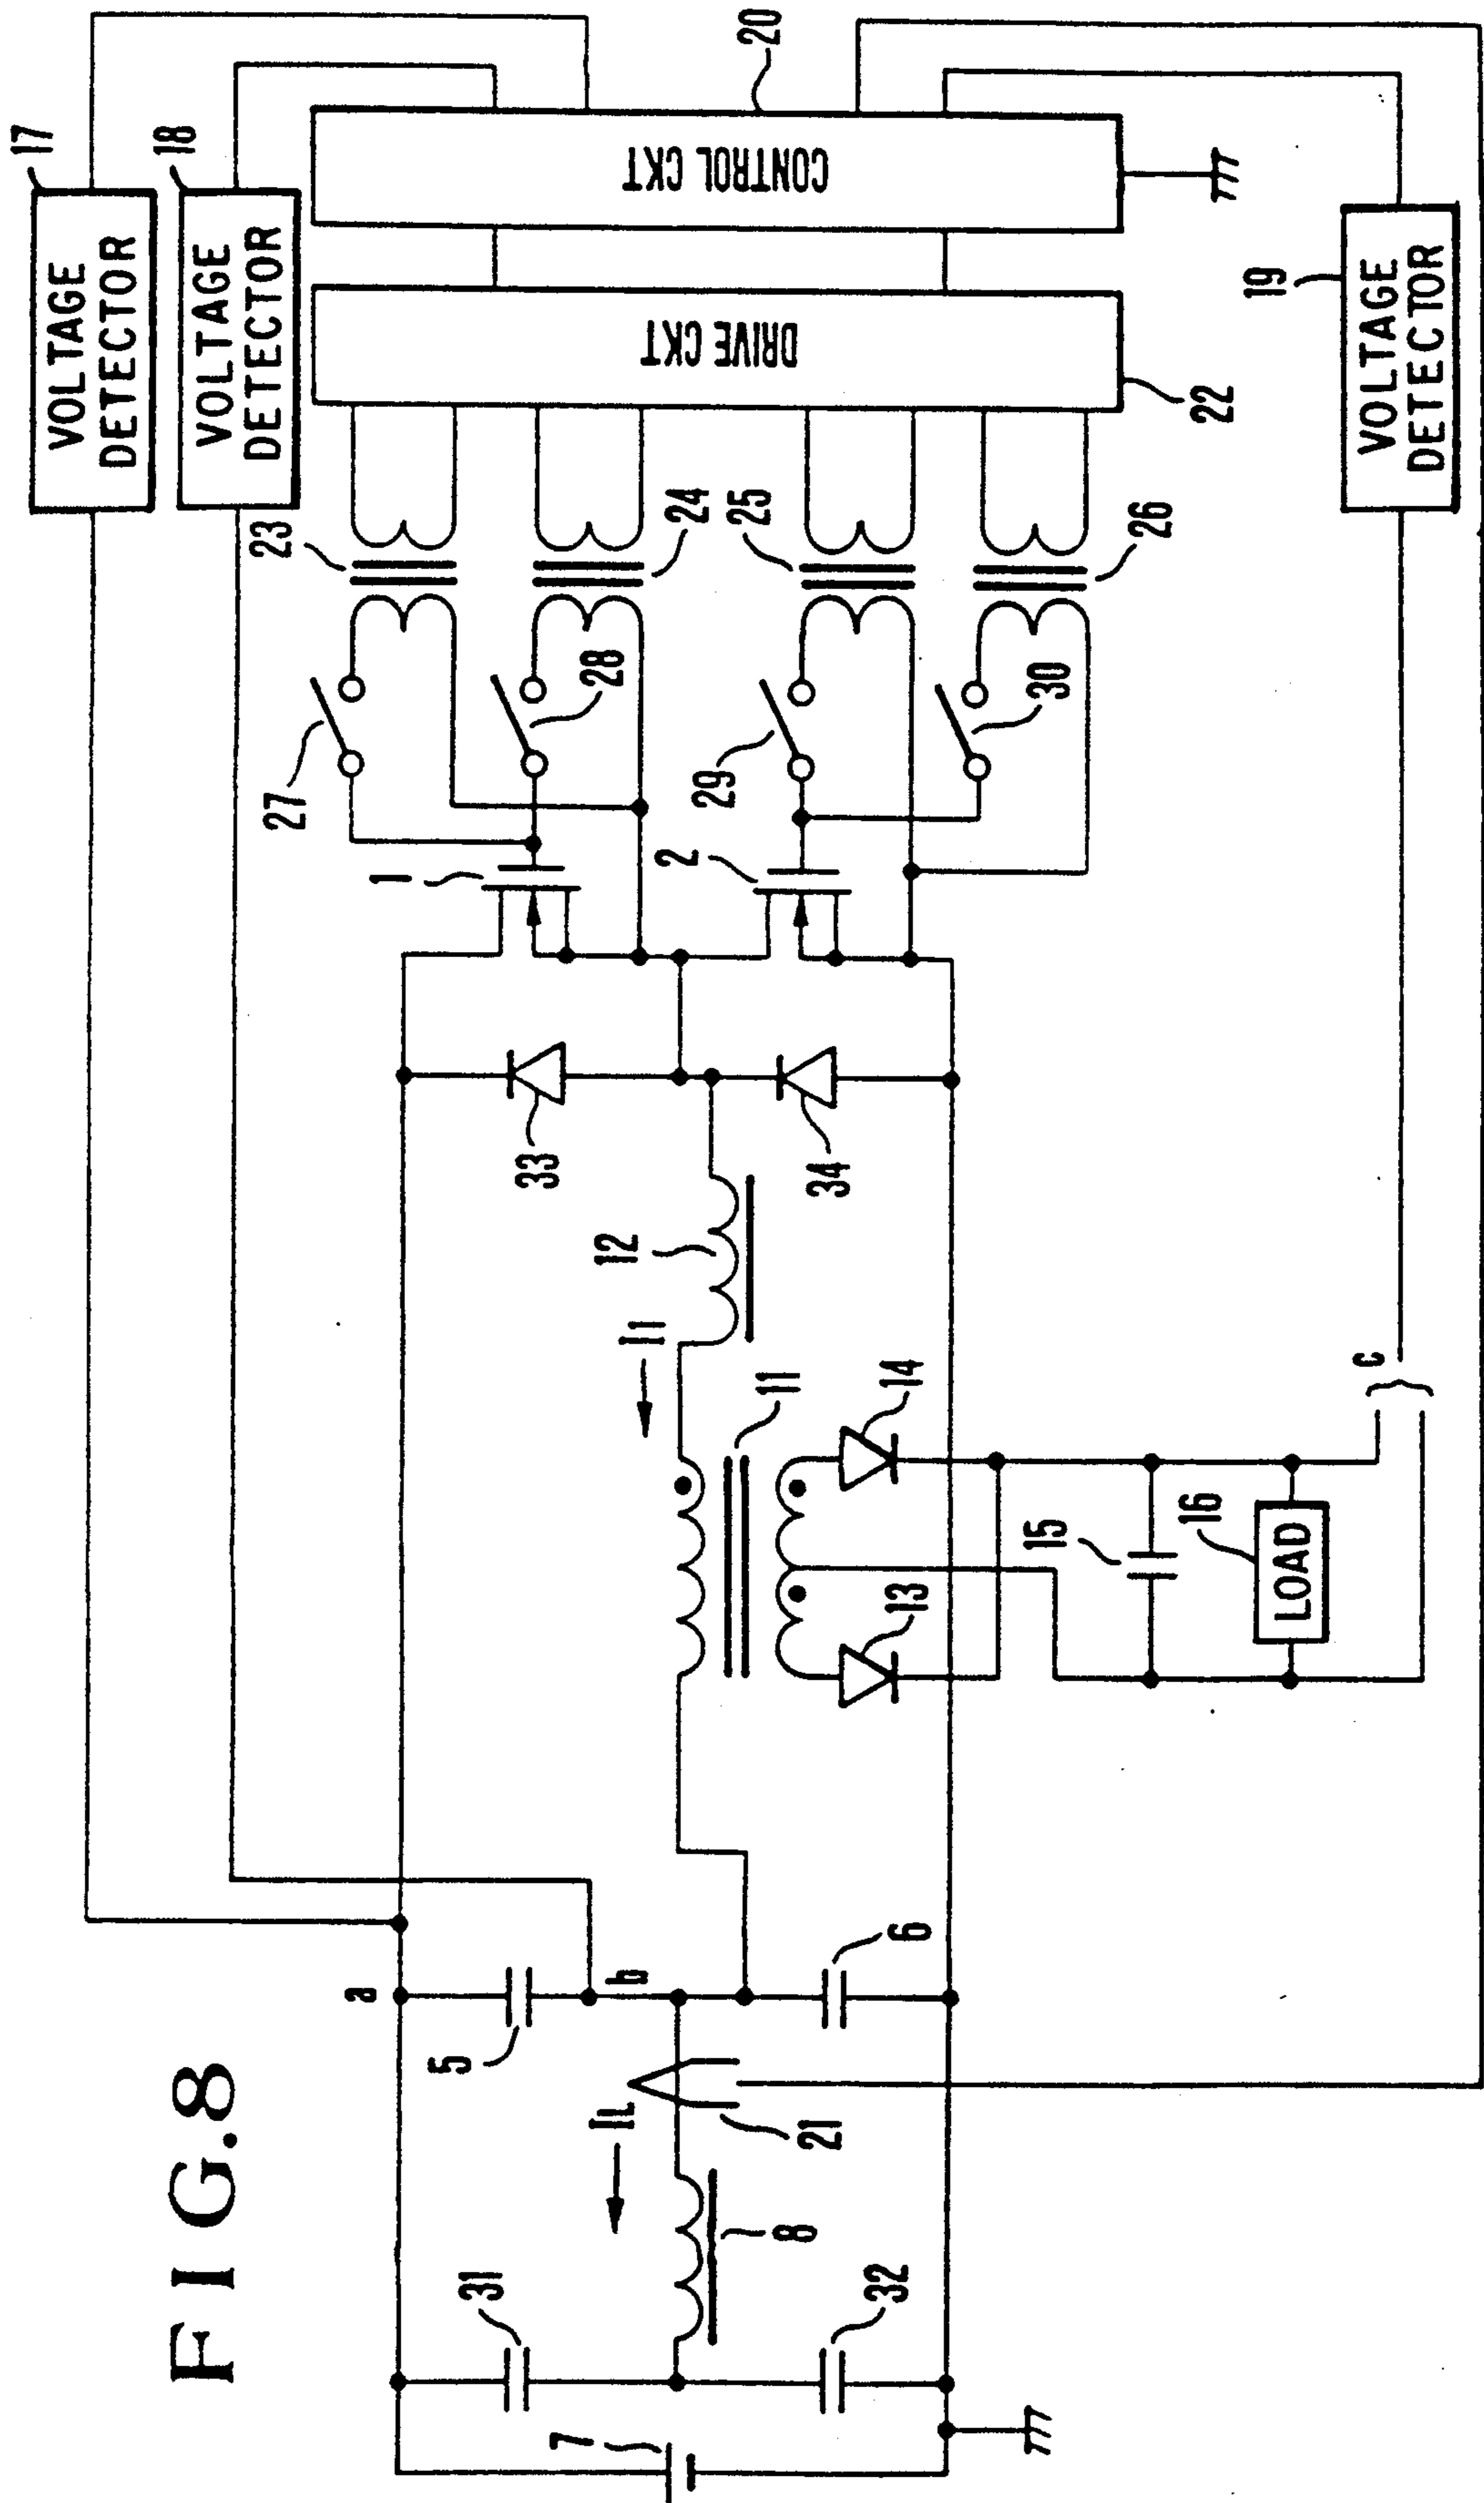 FIG.8
17
VOLTAGE
DETECTOR
18
VOLTAGE
DETECTOR
20
CONTROL CKT
DRIVE CKT
22
19
VOLTAGE
DETECTOR
23
24
25
26
27
28
29
30
1
2
33
34
12
I1
11
14
13
15
16
LOAD
c
a
b
5
6
IL
21
8
31
32
7